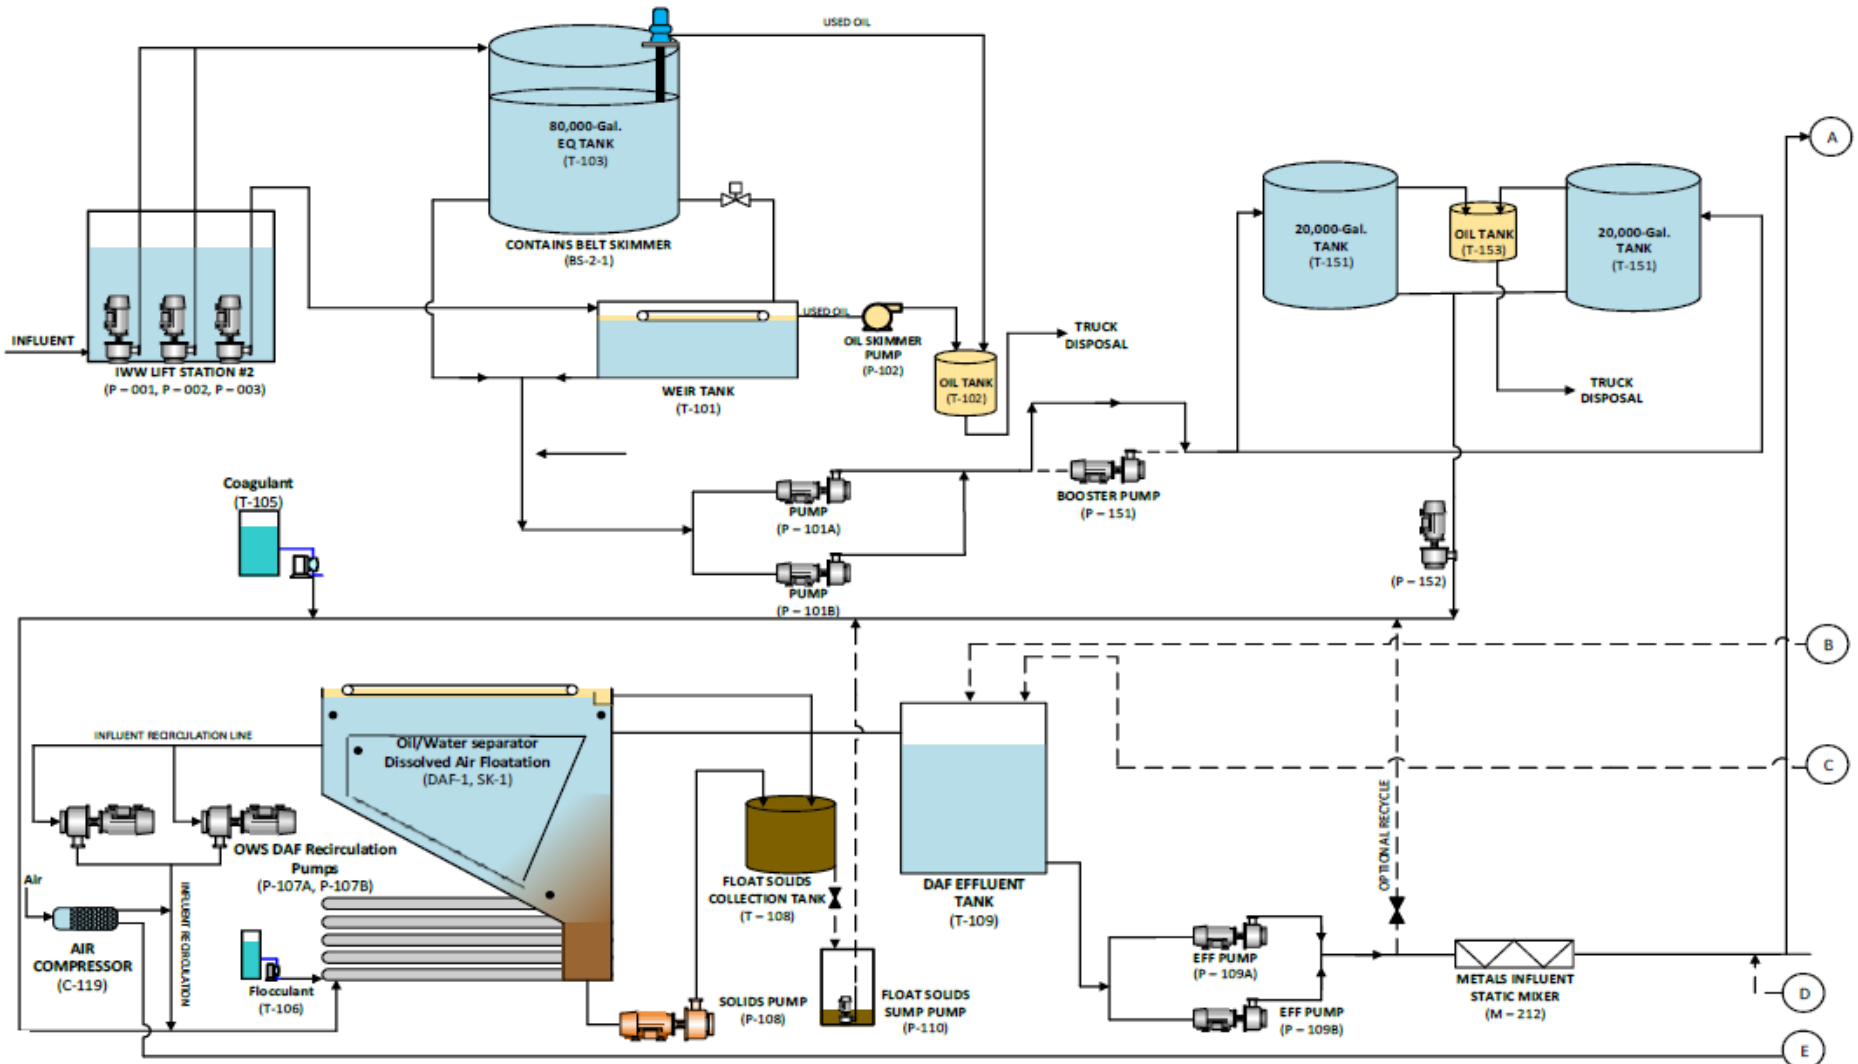 USED OIL
80,000-Gal.
EQ TANK
(T-103)
CONTAINS BELT SKIMMER
(BS-2-1)
INFLUENT
IWW LIFT STATION #2
(P – 001, P – 002, P – 003)
USED OIL
OIL SKIMMER
PUMP
(P-102)
WEIR TANK
(T-101)
OIL TANK
(T-102)
TRUCK
DISPOSAL
20,000-Gal.
TANK
(T-151)
OIL TANK
(T-153)
20,000-Gal.
TANK
(T-151)
TRUCK
DISPOSAL
A
Coagulant
(T-105)
PUMP
(P – 101A)
PUMP
(P – 101B)
BOOSTER PUMP
(P – 151)
(P – 152)
B
C
INFLUENT RECIRCULATION LINE
Oil/Water separator
Dissolved Air Floatation
(DAF-1, SK-1)
OWS DAF Recirculation
Pumps
(P-107A, P-107B)
Air
AIR
COMPRESSOR
(C-119)
INFLUENT RECIRCULATION
Flocculant
(T-106)
FLOAT SOLIDS
COLLECTION TANK
(T – 108)
SOLIDS PUMP
(P-108)
FLOAT SOLIDS
SUMP PUMP
(P-110)
DAF EFFLUENT
TANK
(T-109)
EFF PUMP
(P – 109A)
EFF PUMP
(P – 109B)
OPTIONAL RECYCLE
METALS INFLUENT
STATIC MIXER
(M – 212)
D
E